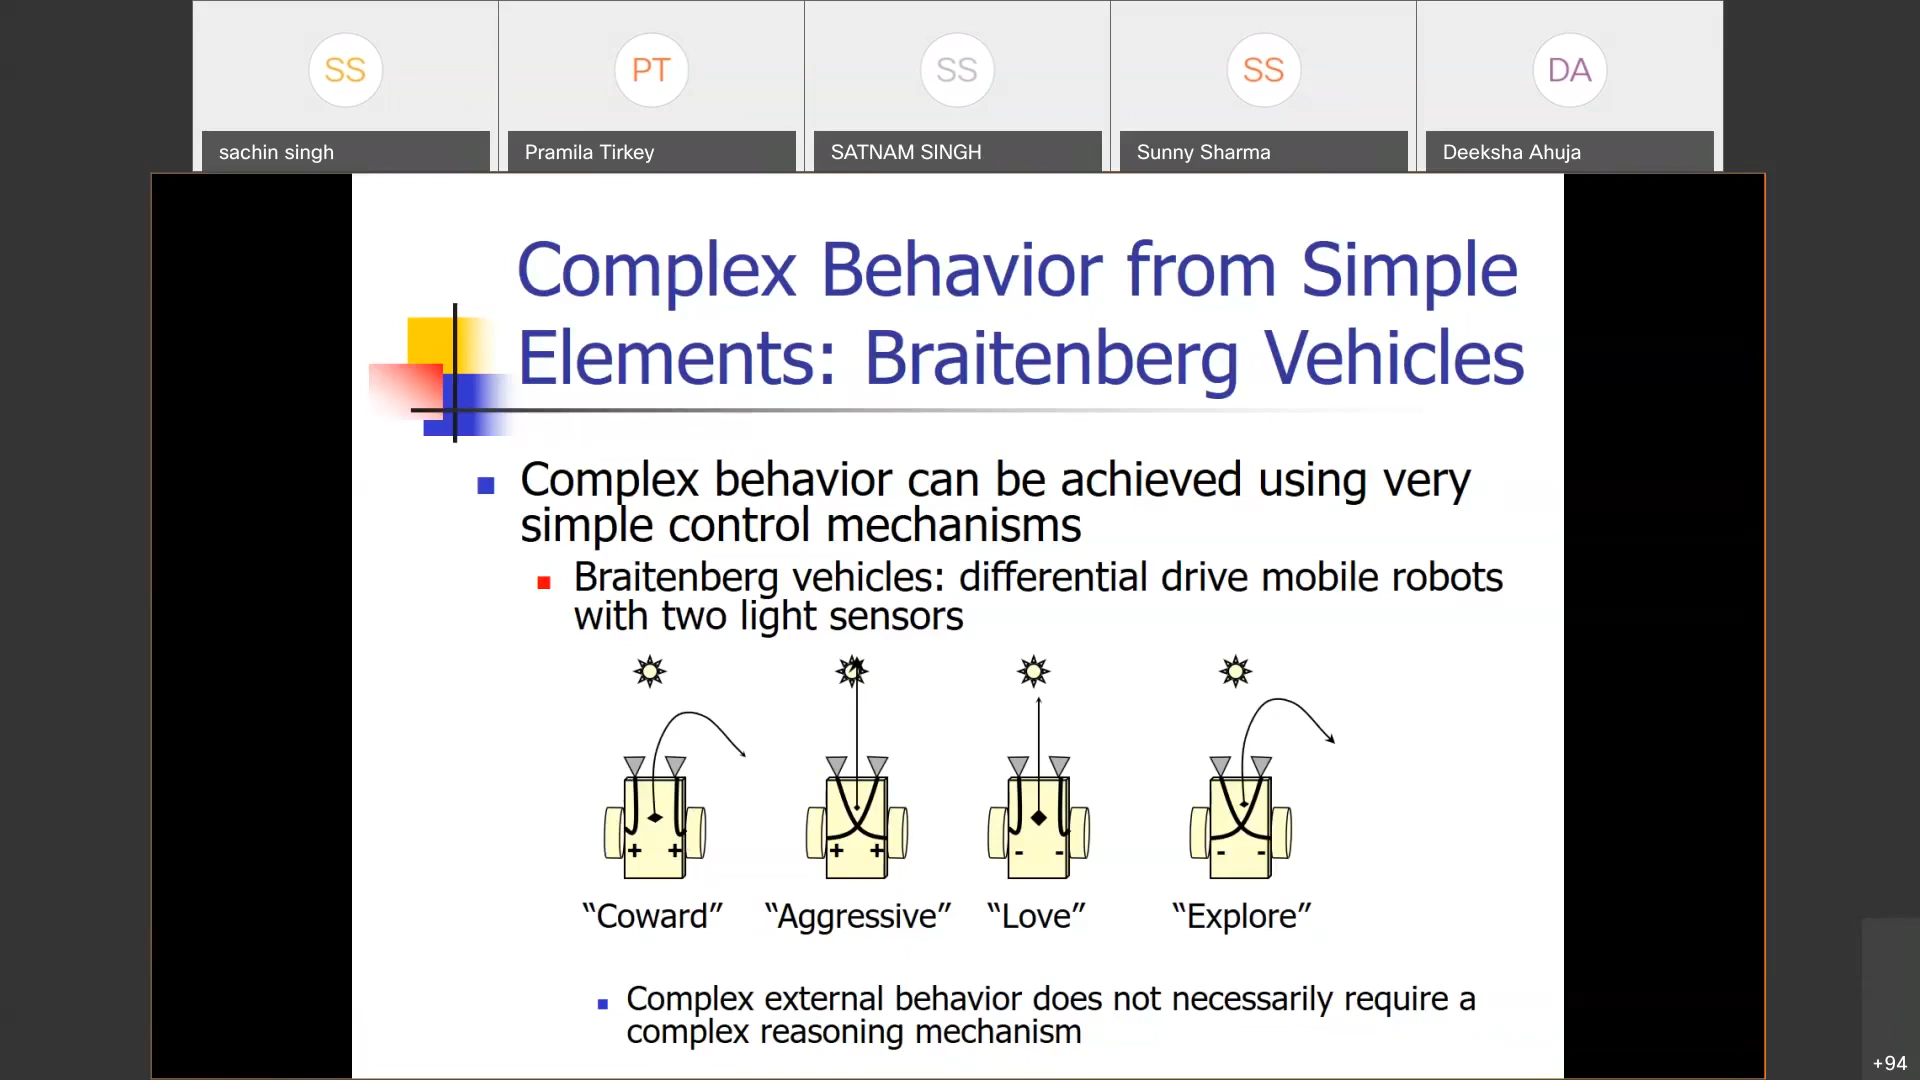 SS
PT
SS
SS
DA
sachin singh
Pramila Tirkey
SATNAM SINGH
Sunny Sharma
Deeksha Ahuja
Complex Behavior from Simple
Elements: Braitenberg Vehicles
Complex behavior can be achieved using very
simple control mechanisms
Braitenberg vehicles: differential drive mobile robots
with two light sensors
+ +
+ +
- -
- -
“Coward”
“Aggressive”
“Love”
“Explore”
Complex external behavior does not necessarily require a
complex reasoning mechanism
+94